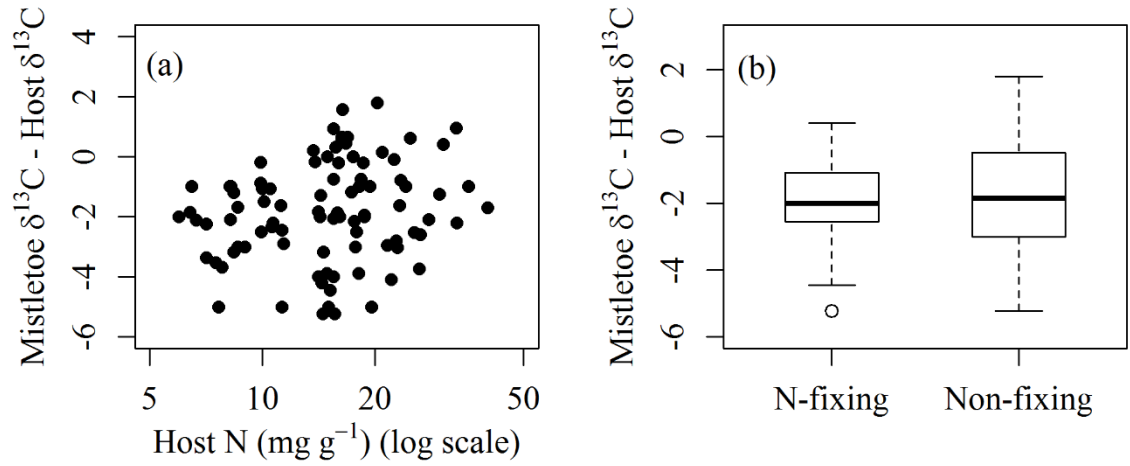 Mistletoe δ¹³C - Host δ¹³C
4
2
0
-2
-4
-6
(a)
5
10
20
50
Host N (mg g⁻¹) (log scale)
Mistletoe δ¹³C - Host δ¹³C
2
0
-2
-4
-6
(b)
N-fixing
Non-fixing